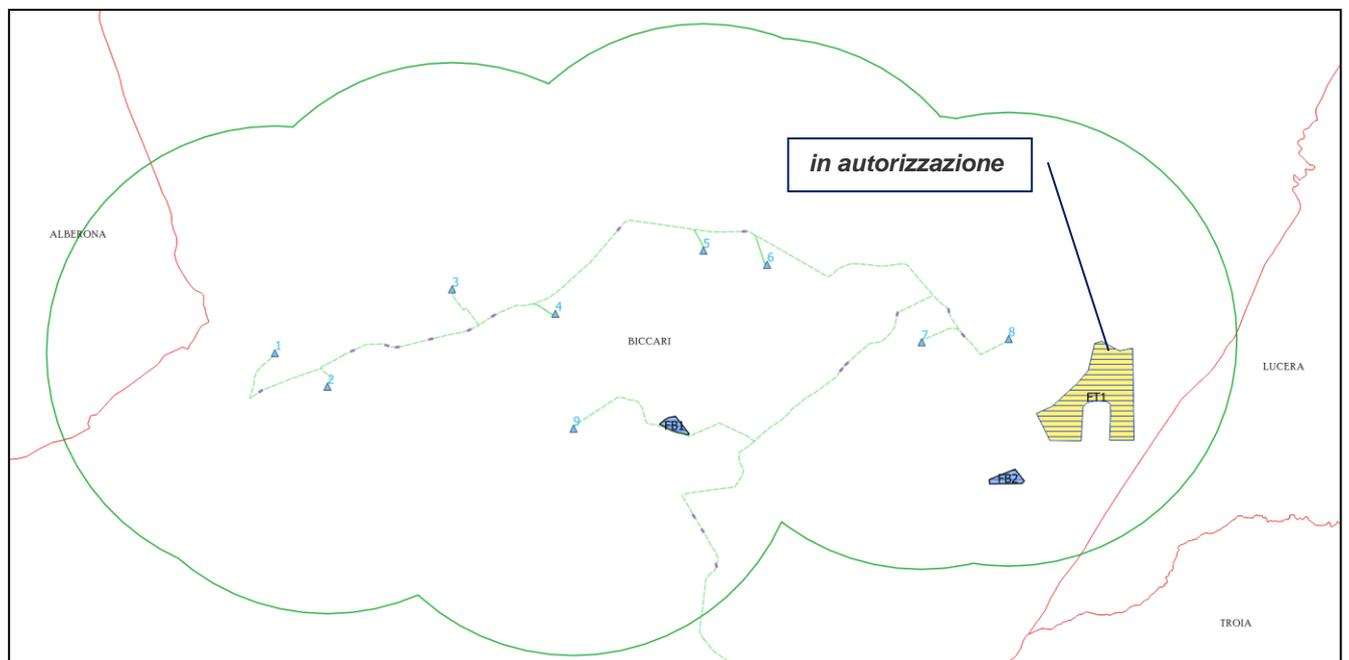 in autorizzazione
ALBERONA
5
6
3
4
7
8
BICCARI
1
LUCERA
2
FT1
9
FB1
FB2
TROIA